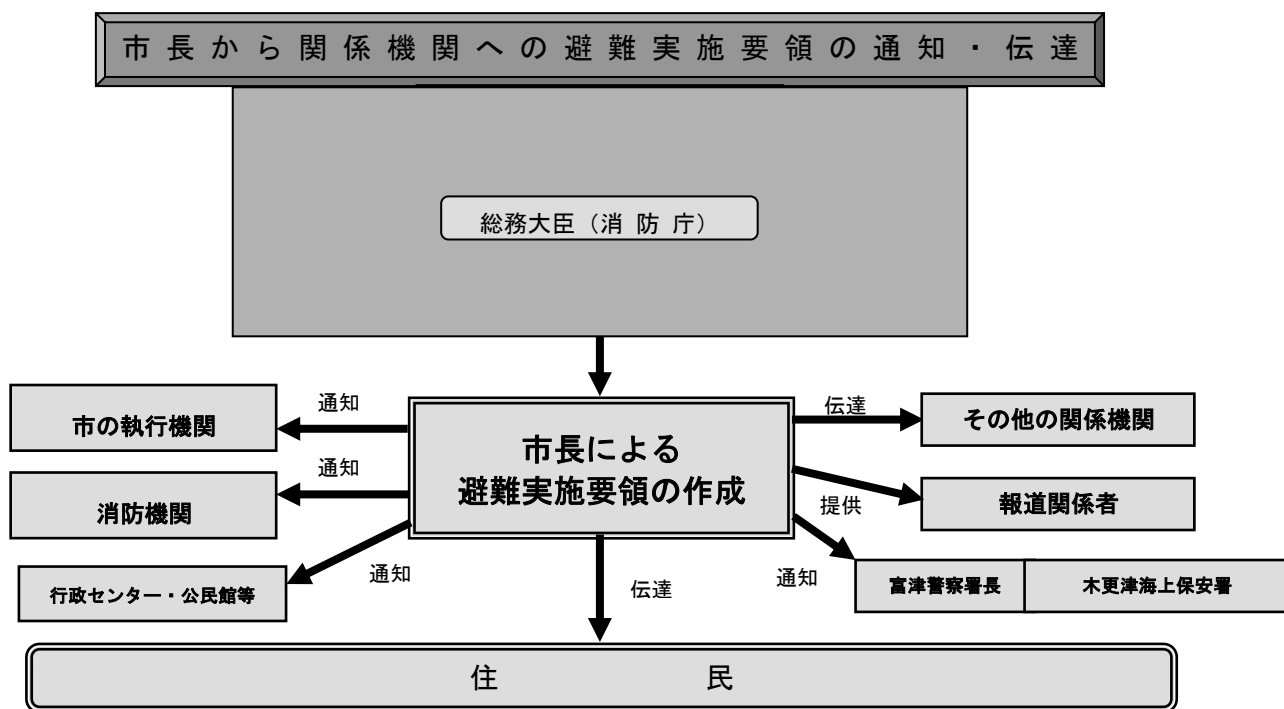 市長から関係機関への避難実施要領の通知・伝達
総務大臣（消 防 庁）
通知
市の執行機関
通知
消防機関
通知
行政センター・公民館等
市長による
避難実施要領の作成
伝達
その他の関係機関
提供
報道関係者
通知
富津警察署長
木更津海上保安署
伝達
住 民